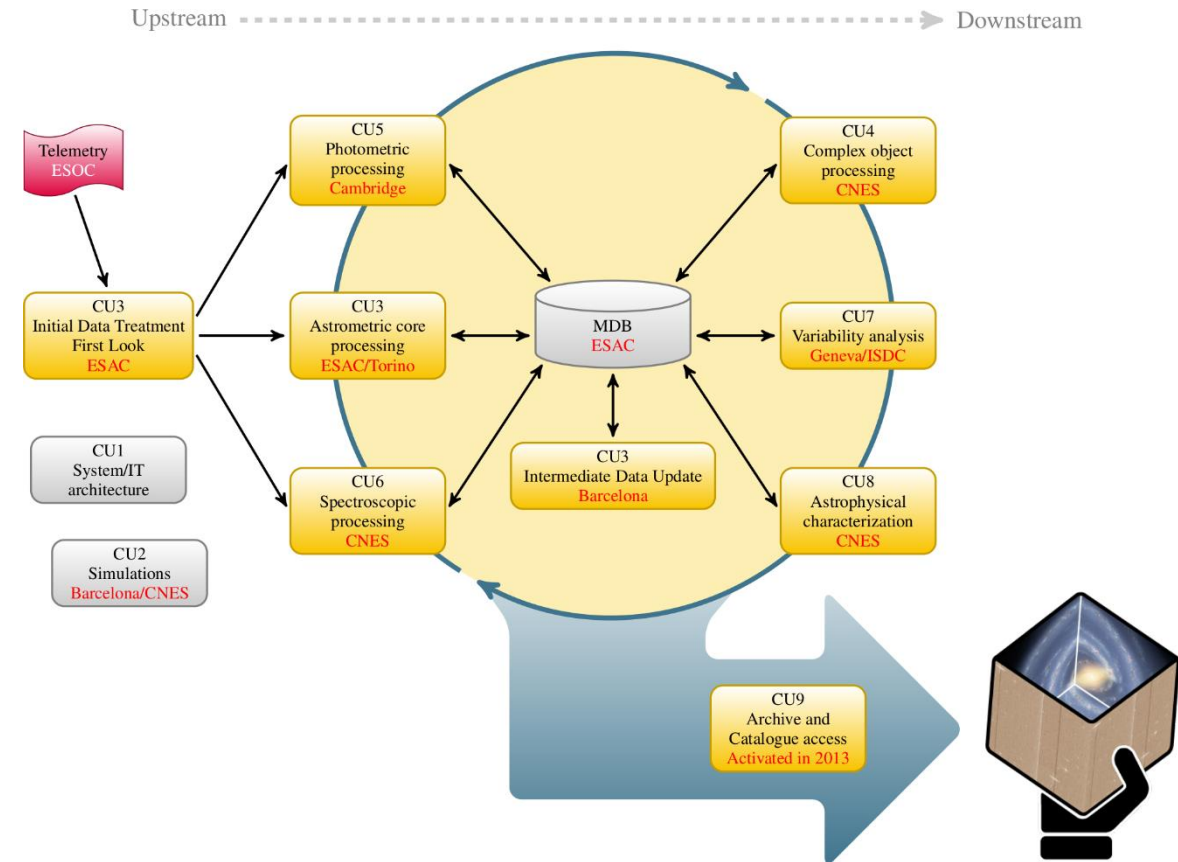 Upstream
Downstream
Telemetry
ESOC
CU5
Photometric
processing
Cambridge
CU4
Complex object
processing
CNES
CU3
Initial Data Treatment
First Look
ESAC
CU3
Astrometric core
processing
ESAC/Torino
MDB
ESAC
CU7
Variability analysis
Geneva/ISDC
CU1
System/IT
architecture
CU3
Intermediate Data Update
Barcelona
CU6
Spectroscopic
processing
CNES
CU8
Astrophysical
characterization
CNES
CU2
Simulations
Barcelona/CNES
CU9
Archive and
Catalogue access
Activated in 2013